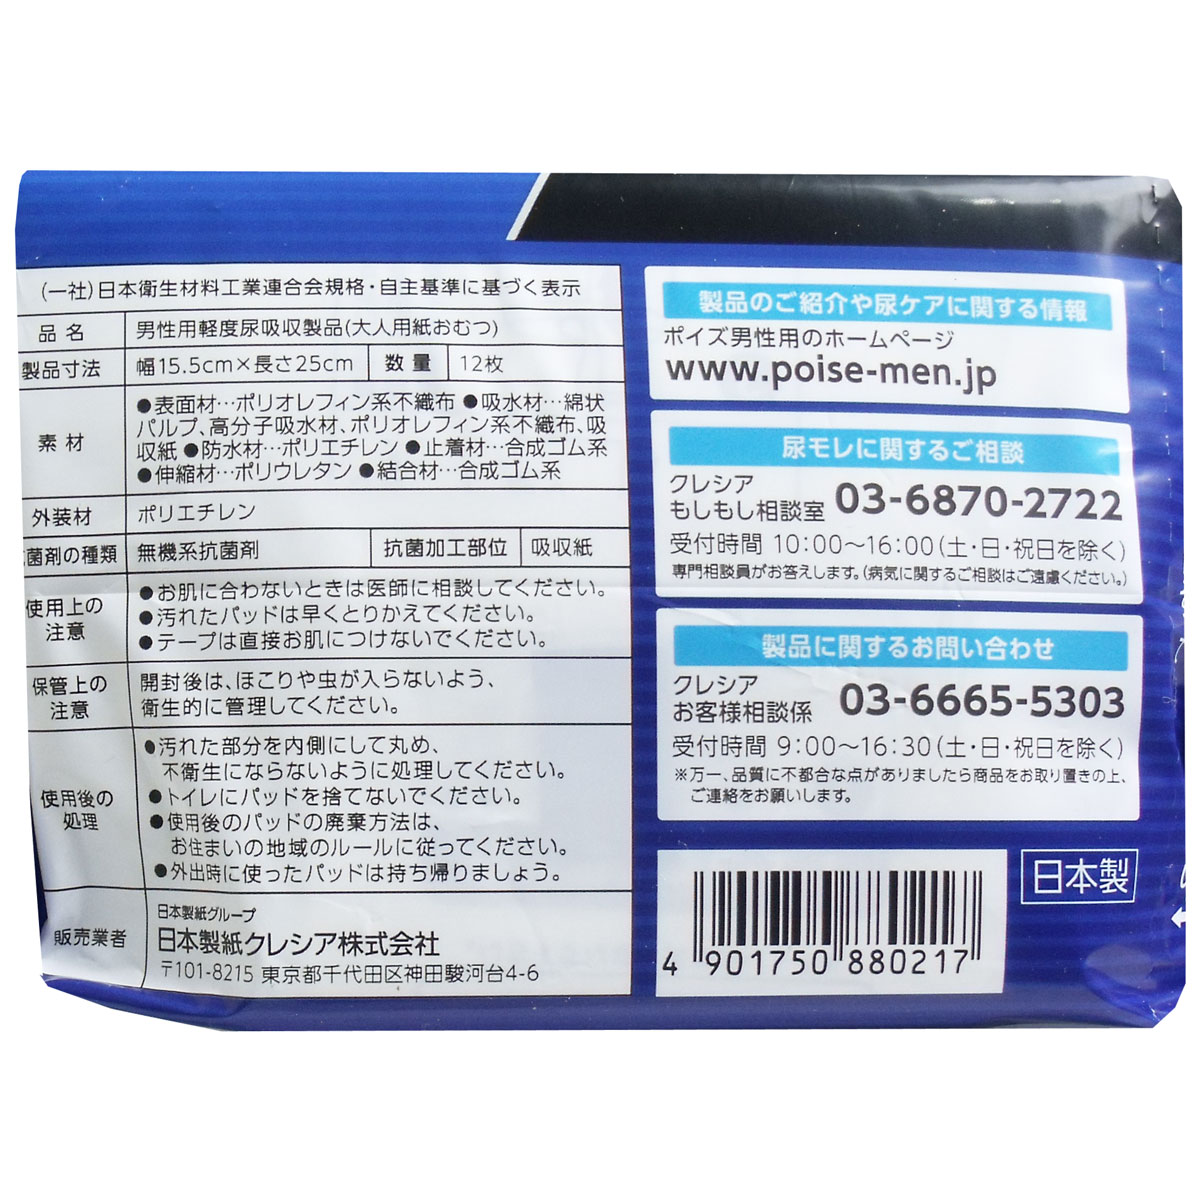 (一社)日本衛生材料工業連合会規格・自主基準に基づく表示
品名 男性用軽度尿吸収製品(大人用紙おむつ)
製品寸法 幅15.5cm×長さ25cm 数量 12枚
素材
●表面材…ポリオレフィン系不織布 ●吸水材…綿状
パルプ、高分子吸水材、ポリオレフィン系不織布、吸
収紙 ●防水材…ポリエチレン ●止着材…合成ゴム系
●伸縮材…ポリウレタン ●結合材…合成ゴム系
外装材 ポリエチレン
菌剤の種類 無機系抗菌剤 抗菌加工部位 吸収紙
使用上の
注意
●お肌に合わないときは医師に相談してください。
●汚れたパッドは早くとりかえてください。
●テープは直接お肌につけないでください。
保管上の
注意
開封後は、ほこりや虫が入らないよう、
衛生的に管理してください。
使用後の
処理
●汚れた部分を内側にして丸め、
不衛生にならないように処理してください。
●トイレにパッドを捨てないでください。
●使用後のパッドの廃棄方法は、
お住まいの地域のルールに従ってください。
●外出時に使ったパッドは持ち帰りましょう。
販売業者
日本製紙グループ
日本製紙クレシア株式会社
〒101-8215 東京都千代田区神田駿河台4-6
製品のご紹介や尿ケアに関する情報
ポイズ男性用のホームページ
www.poise-men.jp
尿モレに関するご相談
クレシア
もしもし相談室 03-6870-2722
受付時間 10:00〜16:00(土・日・祝日を除く)
専門相談員がお答えします。(病気に関するご相談はご遠慮ください。)
製品に関するお問い合わせ
クレシア
お客様相談係 03-6665-5303
受付時間 9:00〜16:30(土・日・祝日を除く)
※万一、品質に不都合な点がありましたら商品をお取り置きの上、
ご連絡をお願いします。
日本製
4 901750 880217